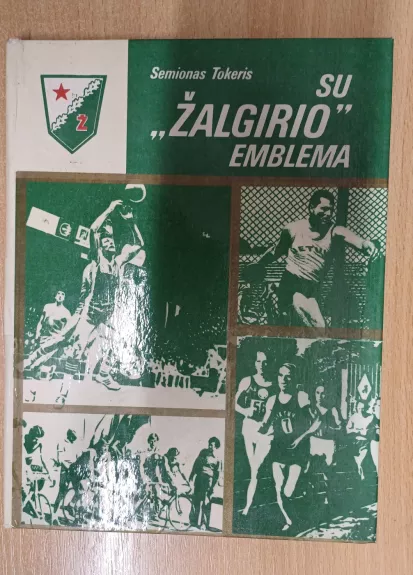 Semionas Tokeris
SU
„ŽALGIRIO”
EMBLEMA
Ž